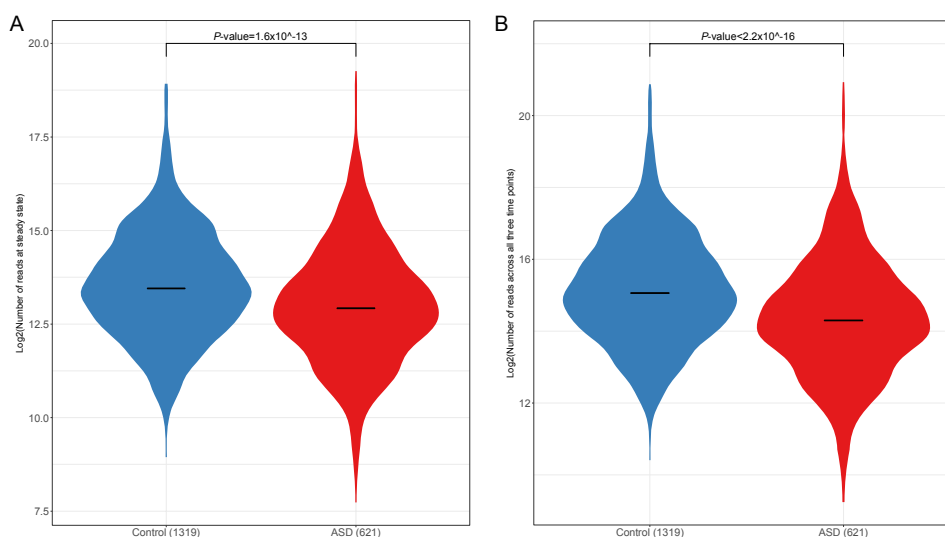 A
P-value=1.6x10^-13
20.0
17.5
15.0
12.5
10.0
7.5
Log2(Number of reads at steady state)
Control (1319)
ASD (621)
B
P-value<2.2x10^-16
20
16
12
Log2(Number of reads across all three time points)
Control (1319)
ASD (621)